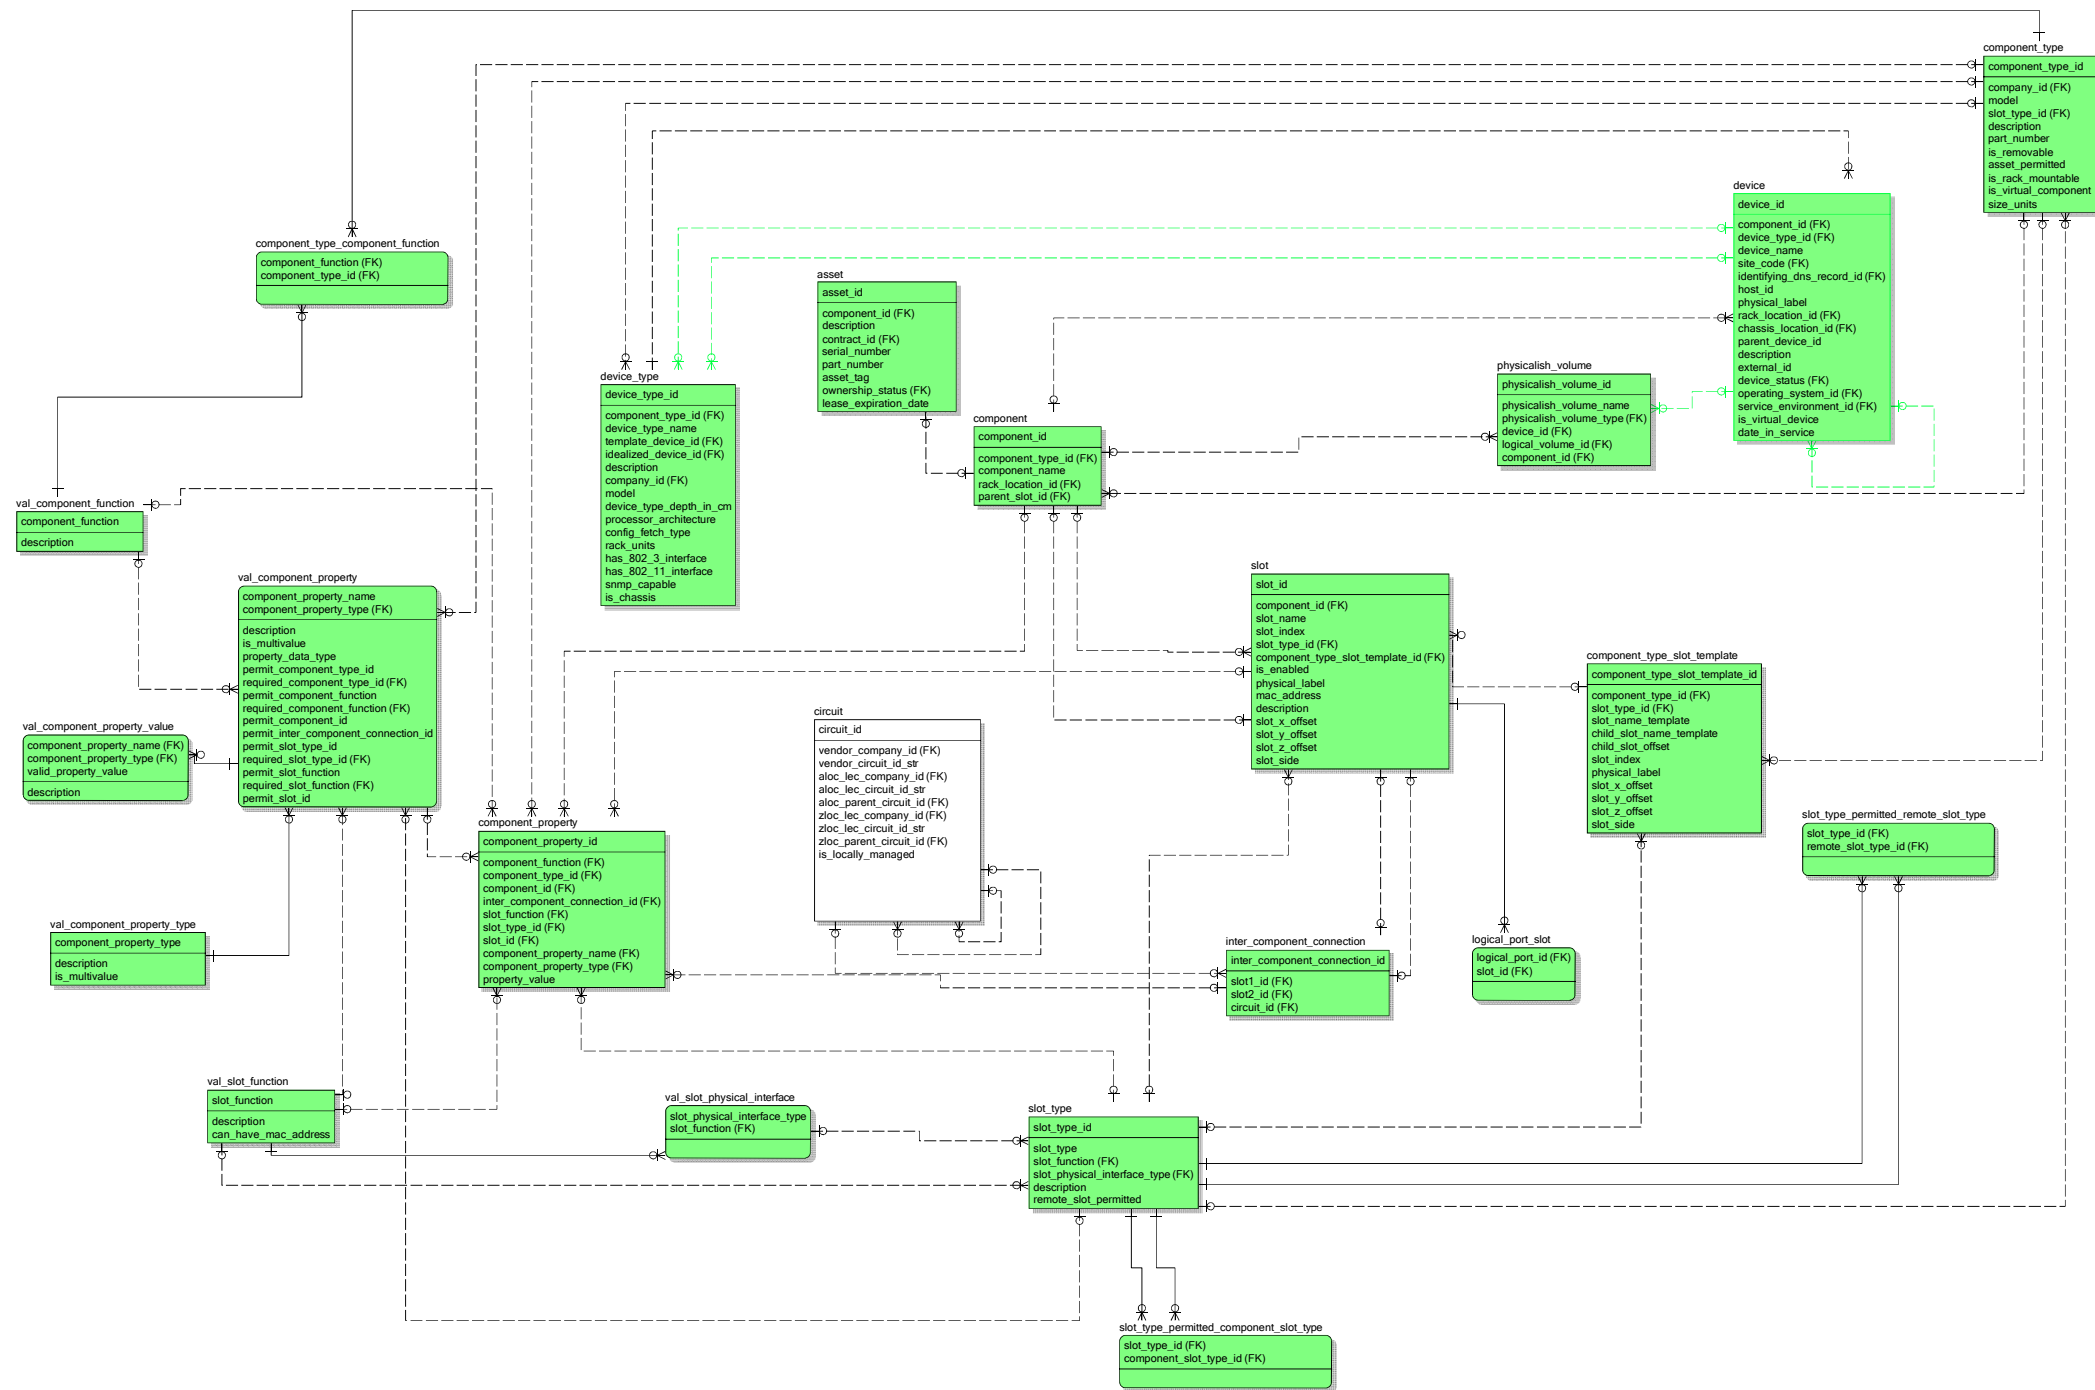 component_type
component_type_id
company_id (FK)
model
slot_type_id (FK)
description
part_number
is_removable
asset_permitted
is_rack_mountable
is_virtual_component
size_units
device
device_id
component_id (FK)
device_type_id (FK)
device_name
site_code (FK)
identifying_dns_record_id (FK)
host_id
physical_label
rack_location_id (FK)
chassis_location_id (FK)
parent_device_id
description
external_id
device_status (FK)
operating_system_id (FK)
service_environment_id (FK)
is_virtual_device
date_in_service
component_type_component_function
component_function (FK)
component_type_id (FK)
asset
asset_id
component_id (FK)
description
contract_id (FK)
serial_number
part_number
asset_tag
ownership_status (FK)
lease_expiration_date
physicalish_volume
physicalish_volume_id
physicalish_volume_name
physicalish_volume_type (FK)
device_id (FK)
logical_volume_id (FK)
component_id (FK)
device_type
device_type_id
component_type_id (FK)
device_type_name
template_device_id (FK)
idealized_device_id (FK)
description
company_id (FK)
model
device_type_depth_in_cm
processor_architecture
config_fetch_type
rack_units
has_802_3_interface
has_802_11_interface
snmp_capable
is_chassis
component
component_id
component_type_id (FK)
component_name
rack_location_id (FK)
parent_slot_id (FK)
val_component_function
component_function
description
val_component_property
component_property_name
component_property_type (FK)
description
is_multivalue
property_data_type
permit_component_type_id
required_component_type_id (FK)
permit_component_function
required_component_function (FK)
permit_component_id
permit_inter_component_connection_id
permit_slot_type_id
required_slot_type_id (FK)
permit_slot_function
required_slot_function (FK)
permit_slot_id
slot
slot_id
component_id (FK)
slot_name
slot_index
slot_type_id (FK)
component_type_slot_template_id (FK)
is_enabled
physical_label
mac_address
description
slot_x_offset
slot_y_offset
slot_z_offset
slot_side
component_type_slot_template
component_type_slot_template_id
component_type_id (FK)
slot_type_id (FK)
slot_name_template
child_slot_name_template
child_slot_offset
slot_index
physical_label
slot_x_offset
slot_y_offset
slot_z_offset
slot_side
val_component_property_value
component_property_name (FK)
component_property_type (FK)
valid_property_value
description
circuit
circuit_id
vendor_company_id (FK)
vendor_circuit_id_str
aloc_lec_company_id (FK)
aloc_lec_circuit_id_str
aloc_parent_circuit_id (FK)
zloc_lec_company_id (FK)
zloc_lec_circuit_id_str
zloc_parent_circuit_id (FK)
is_locally_managed
component_property
component_property_id
component_function (FK)
component_type_id (FK)
component_id (FK)
inter_component_connection_id (FK)
slot_function (FK)
slot_type_id (FK)
slot_id (FK)
component_property_name (FK)
component_property_type (FK)
property_value
slot_type_permitted_remote_slot_type
slot_type_id (FK)
remote_slot_type_id (FK)
val_component_property_type
component_property_type
description
is_multivalue
inter_component_connection
inter_component_connection_id
slot1_id (FK)
slot2_id (FK)
circuit_id (FK)
logical_port_slot
logical_port_id (FK)
slot_id (FK)
val_slot_function
slot_function
description
can_have_mac_address
val_slot_physical_interface
slot_physical_interface_type
slot_function (FK)
slot_type
slot_type_id
slot_type
slot_function (FK)
slot_physical_interface_type (FK)
description
remote_slot_permitted
slot_type_permitted_component_slot_type
slot_type_id (FK)
component_slot_type_id (FK)